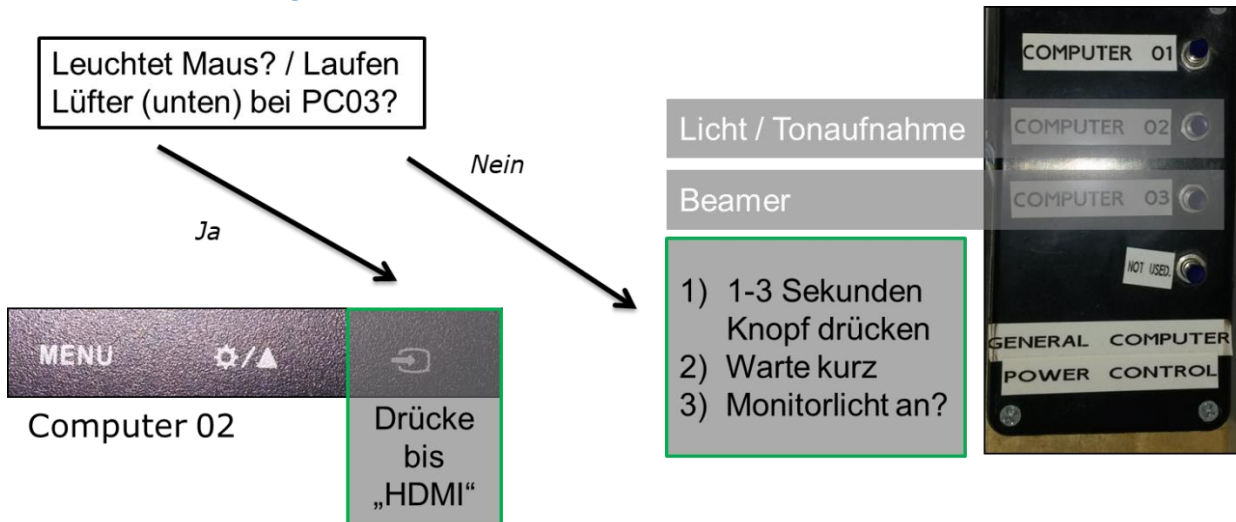 Leuchtet Maus? / Laufen
Lüfter (unten) bei PC03?
Ja
Nein
MENU
Computer 02
Drücke
bis
„HDMI“
Licht / Tonaufnahme
Beamer
1) 1-3 Sekunden
Knopf drücken
2) Warte kurz
3) Monitorlicht an?
COMPUTER 01
COMPUTER 02
COMPUTER 03
NOT USED.
GENERAL COMPUTER
POWER CONTROL